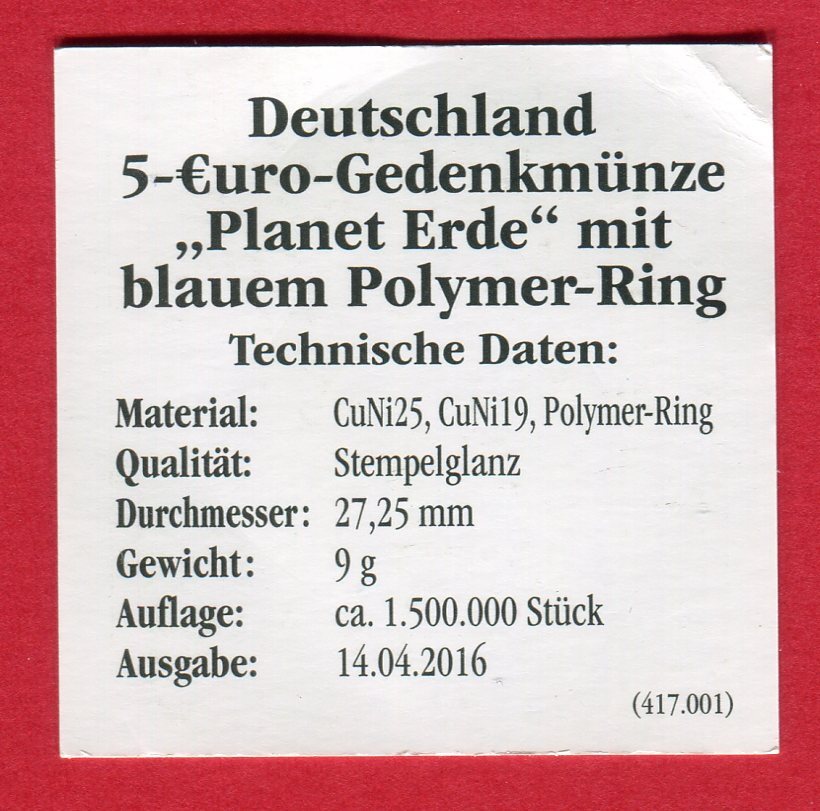 Deutschland
5-€uro-Gedenkmünze
„Planet Erde“ mit
blauem Polymer-Ring
Technische Daten:
Material: CuNi25, CuNi19, Polymer-Ring
Qualität: Stempelglanz
Durchmesser: 27,25 mm
Gewicht: 9 g
Auflage: ca. 1.500.000 Stück
Ausgabe: 14.04.2016
(417.001)